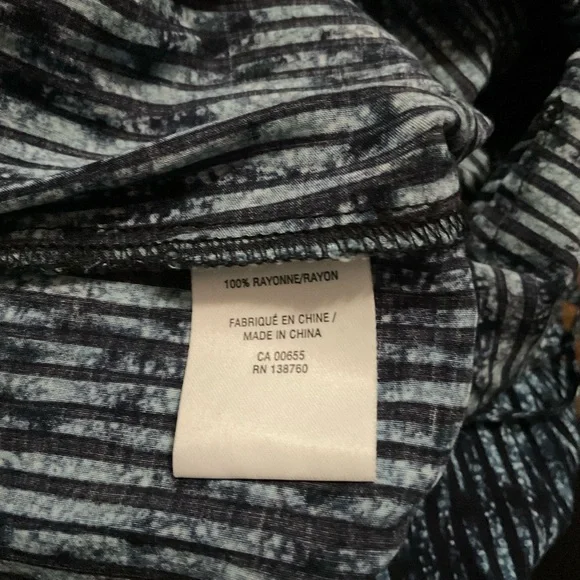 100% RAYONNE/RAYON
FABRIQUÉ EN CHINE /
MADE IN CHINA
CA 00655
RN 138760